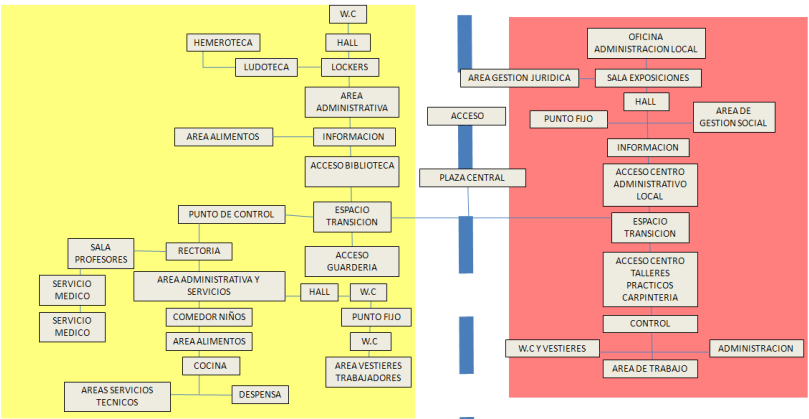 W.C
HEMEROTECA
HALL
LUDOTECA
LOCKERS
AREA
ADMINISTRATIVA
AREA ALIMENTOS
INFORMACION
ACCESO BIBLIOTECA
PUNTO DE CONTROL
ESPACIO
TRANSICION
SALA
PROFESORES
RECTORIA
ACCESO
GUARDERIA
SERVICIO
MEDICO
AREA ADMINISTRATIVA Y
SERVICIOS
HALL
W.C
SERVICIO
MEDICO
COMEDOR NIÑOS
PUNTO FIJO
AREA ALIMENTOS
W.C
COCINA
AREA VESTIERES
TRABAJADORES
AREAS SERVICIOS
TECNICOS
DESPENSA
ACCESO
PLAZA CENTRAL
OFICINA
ADMINISTRACION LOCAL
AREA GESTION JURIDICA
SALA EXPOSICIONES
HALL
PUNTO FIJO
AREA DE
GESTION SOCIAL
INFORMACION
ACCESO CENTRO
ADMINISTRATIVO
LOCAL
ESPACIO
TRANSICION
ACCESO CENTRO
TALLERES
PRACTICOS
CARPINTERIA
CONTROL
W.C Y VESTIERES
ADMINISTRACION
AREA DE TRABAJO